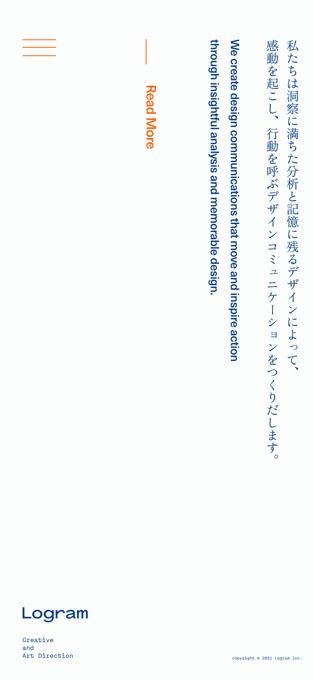 私たちは洞察に満ちた分析と記憶に残るデザインによって、
感動を起こし、行動を呼ぶデザインコミュニケーションをつくりだします。
We create design communications that move and inspire action
through insightful analysis and memorable design.
Read More
Logram
Creative
and
Art Direction
copyright © 2021 Logram Inc.